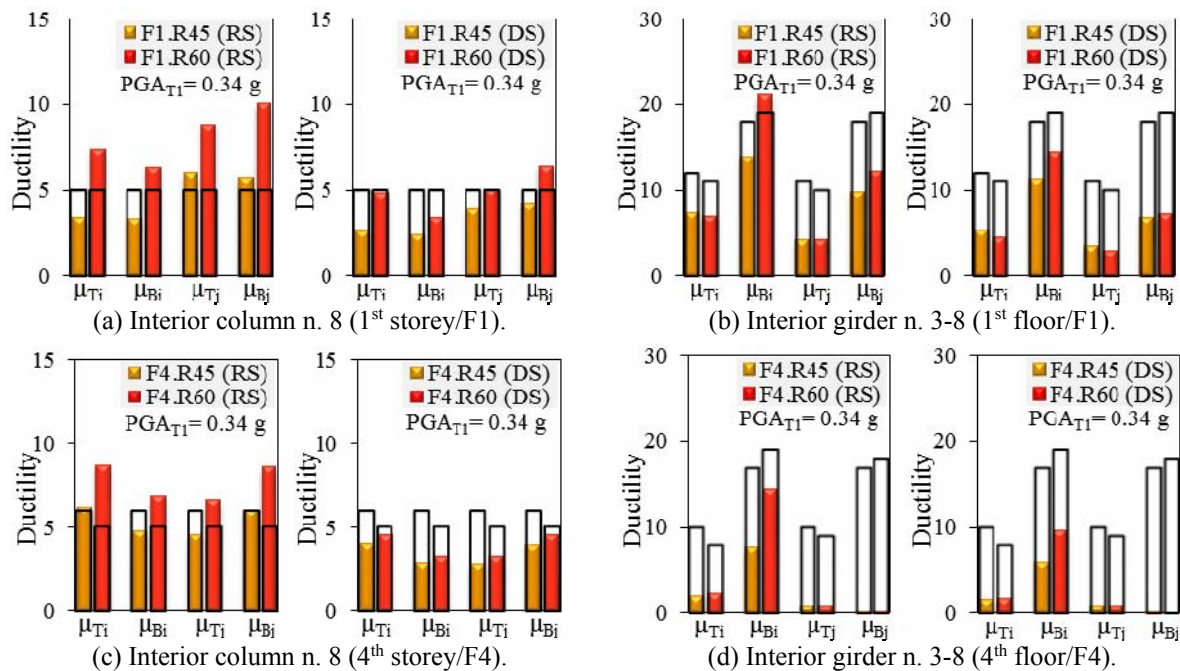 15
F1.R45 (RS)
F1.R60 (RS)
PGA_T1= 0.34 g
10
5
0
Ductility
μTi μBi μTj μBj
15
F1.R45 (DS)
F1.R60 (DS)
PGA_T1= 0.34 g
10
5
0
Ductility
μTi μBi μTj μBj
(a) Interior column n. 8 (1st storey/F1).
30
F1.R45 (RS)
F1.R60 (RS)
PGA_T1= 0.34 g
20
10
0
Ductility
μTi μBi μTj μBj
30
F1.R45 (DS)
F1.R60 (DS)
PGA_T1= 0.34 g
20
10
0
Ductility
μTi μBi μTj μBj
(b) Interior girder n. 3-8 (1st floor/F1).
15
F4.R45 (RS)
F4.R60 (RS)
PGA_T1= 0.34 g
10
5
0
Ductility
μTi μBi μTj μBj
15
F4.R45 (DS)
F4.R60 (DS)
PGA_T1= 0.34 g
10
5
0
Ductility
μTi μBi μTj μBj
(c) Interior column n. 8 (4th storey/F4).
30
F4.R45 (RS)
F4.R60 (RS)
PGA_T1= 0.34 g
20
10
0
Ductility
μTi μBi μTj μBj
30
F4.R45 (DS)
F4.R60 (DS)
PGA_T1= 0.34 g
20
10
0
Ductility
μTi μBi μTj μBj
(d) Interior girder n. 3-8 (4th floor/F4).